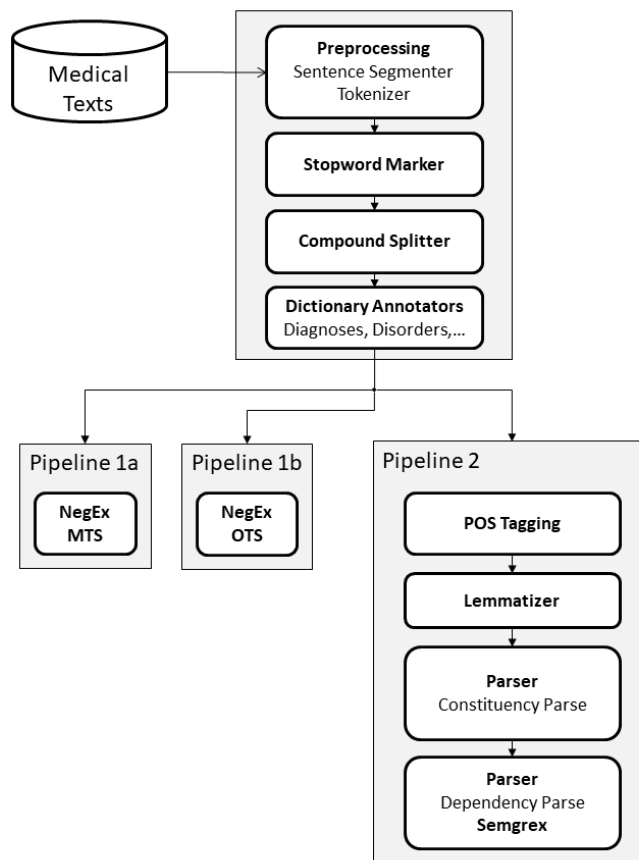 Medical
Texts
Preprocessing
Sentence Segmenter
Tokenizer
Stopword Marker
Compound Splitter
Dictionary Annotators
Diagnoses, Disorders,...
Pipeline 1a
NegEx
MTS
Pipeline 1b
NegEx
OTS
Pipeline 2
POS Tagging
Lemmatizer
Parser
Constituency Parse
Parser
Dependency Parse
Semgrex